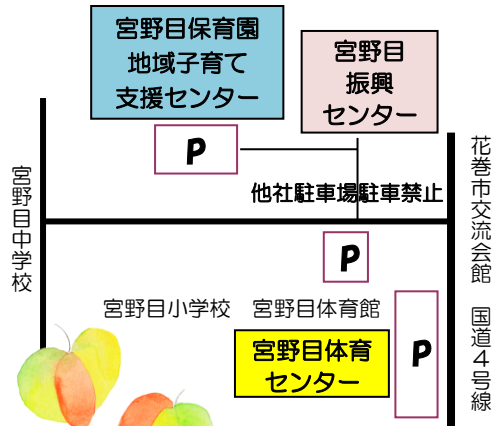 宮野目保育園
地域子育て
支援センター
宮野目
振興
センター
P
他社駐車場駐車禁止
宮野目中学校
花巻市交流会館　国道４号線
P
宮野目小学校　宮野目体育館
宮野目体育
センター
P